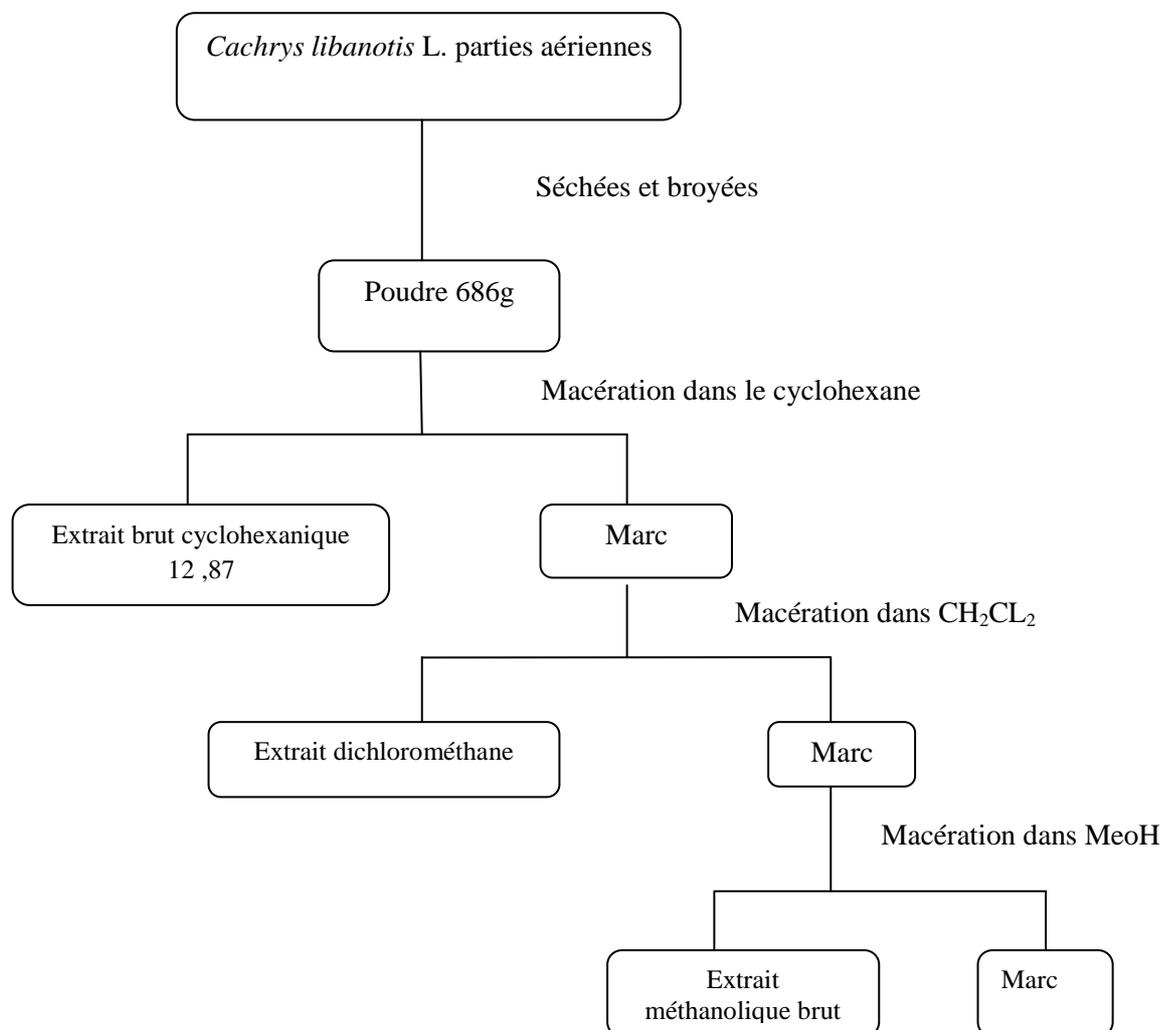 Cachrys libanotis L. parties aériennes
Séchées et broyées
Poudre 686g
Macération dans le cyclohexane
Extrait brut cyclohexanique
12 ,87
Marc
Macération dans CH₂CL₂
Extrait dichlorométhane
Marc
Macération dans MeoH
Extrait
méthanolique brut
Marc